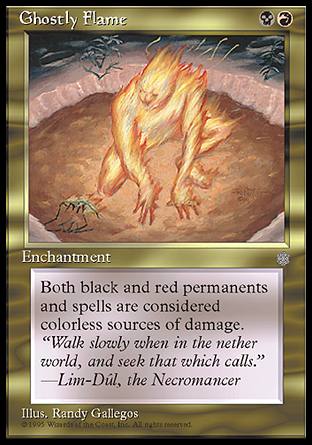 Ghostly Flame
Enchantment
Both black and red permanents
and spells are considered
colorless sources of damage.
“Walk slowly when in the nether
world, and seek that which calls.”
—Lim-Dûl, the Necromancer
Illus. Randy Gallegos
©1995 Wizards of the Coast, Inc. All rights reserved.